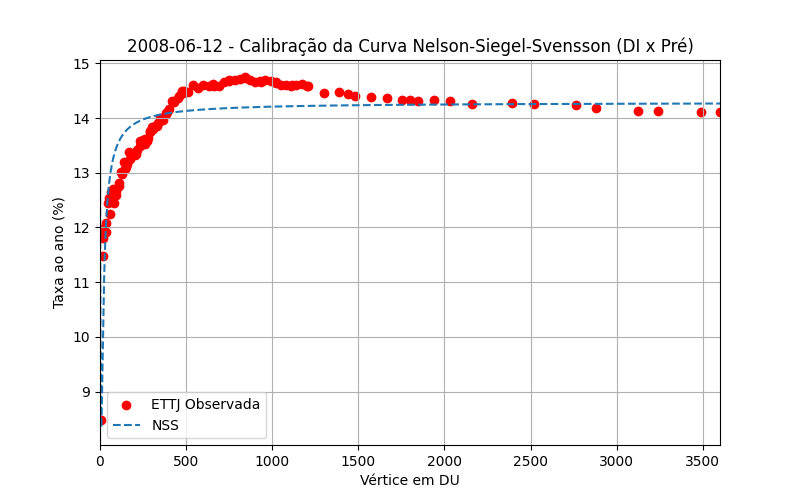 2008-06-12 - Calibração da Curva Nelson-Siegel-Svensson (DI x Pré)
15
14
13
12
11
10
9
Taxa ao ano (%)
ETTJ Observada
NSS
0 500 1000 1500 2000 2500 3000 3500
Vértice em DU